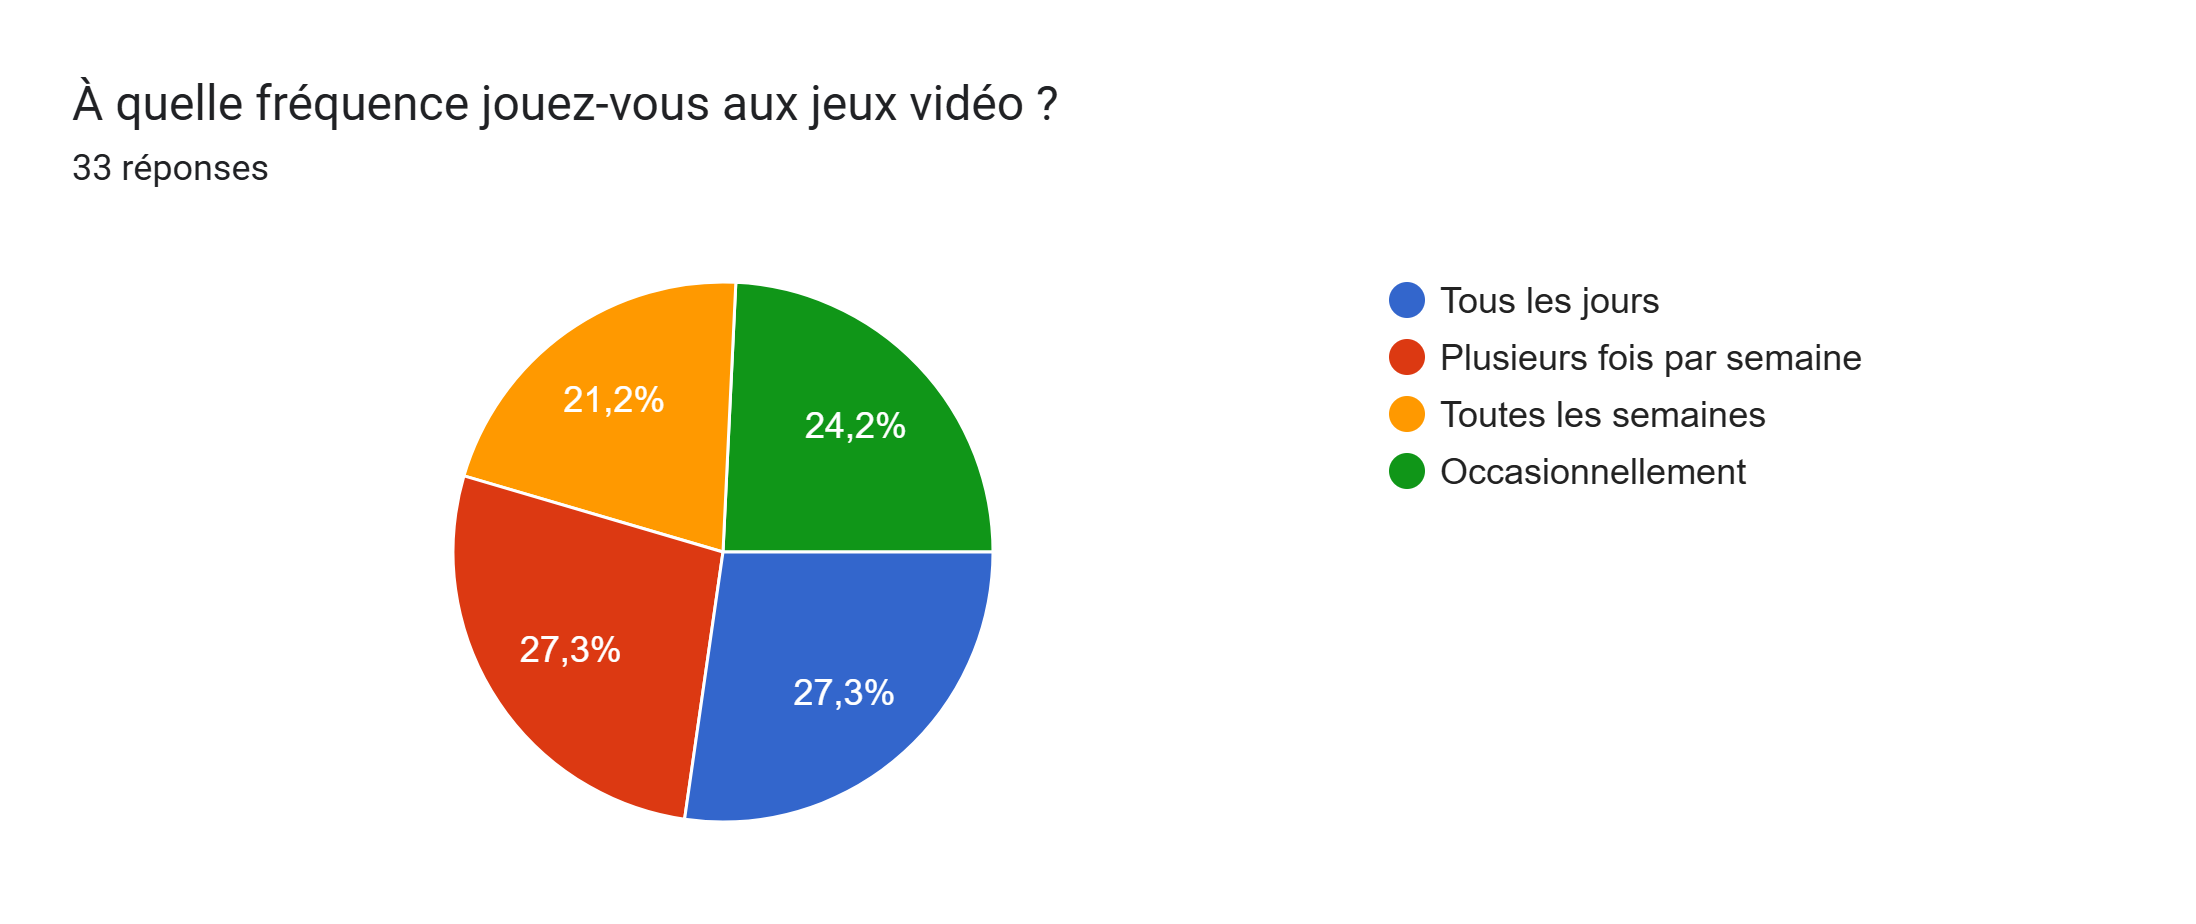 À quelle fréquence jouez-vous aux jeux vidéo ?
33 réponses
21,2%
24,2%
27,3%
27,3%
Tous les jours
Plusieurs fois par semaine
Toutes les semaines
Occasionnellement